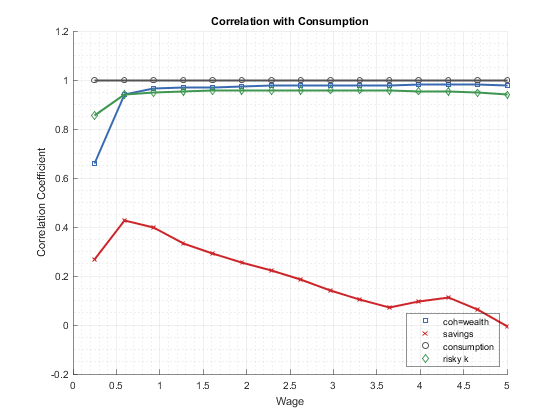 Correlation with Consumption
1.2
1
0.8
0.6
0.4
0.2
0
-0.2
Correlation Coefficient
0 0.5 1 1.5 2 2.5 3 3.5 4 4.5 5
Wage
coh=wealth
savings
consumption
risky k